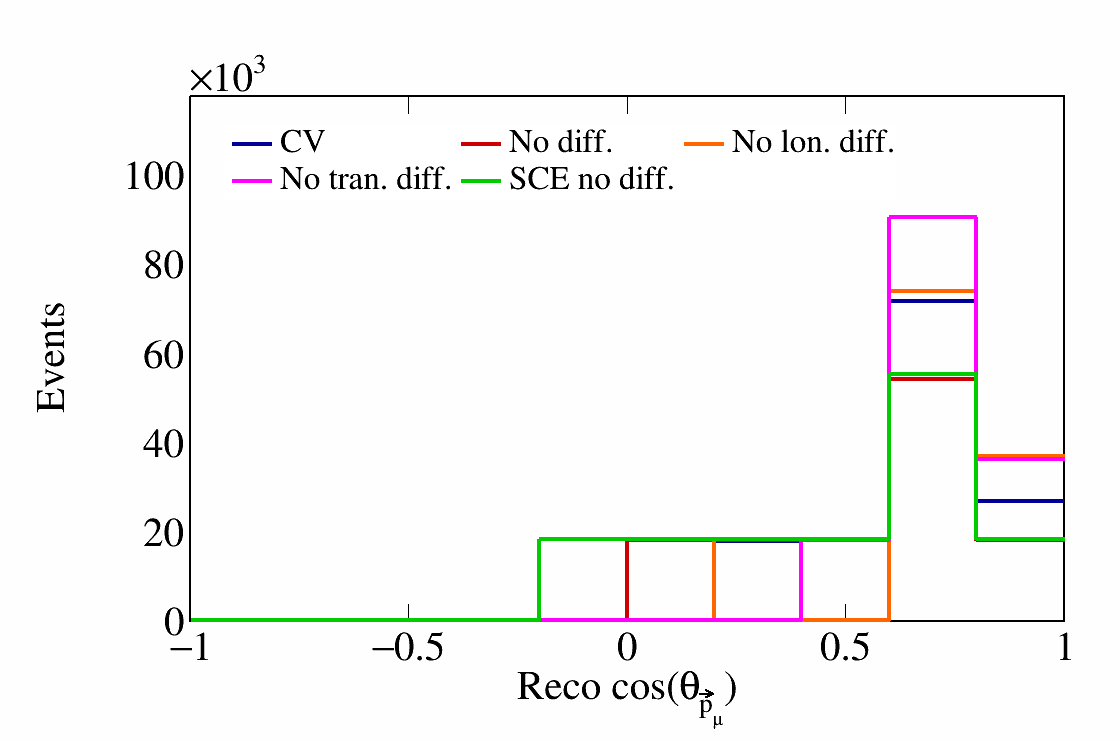 ×10³
CV No diff. No lon. diff.
No tran. diff. SCE no diff.
100
80
60
40
20
0
Events
−1 −0.5 0 0.5 1
Reco cos(θ_p⃗_μ)